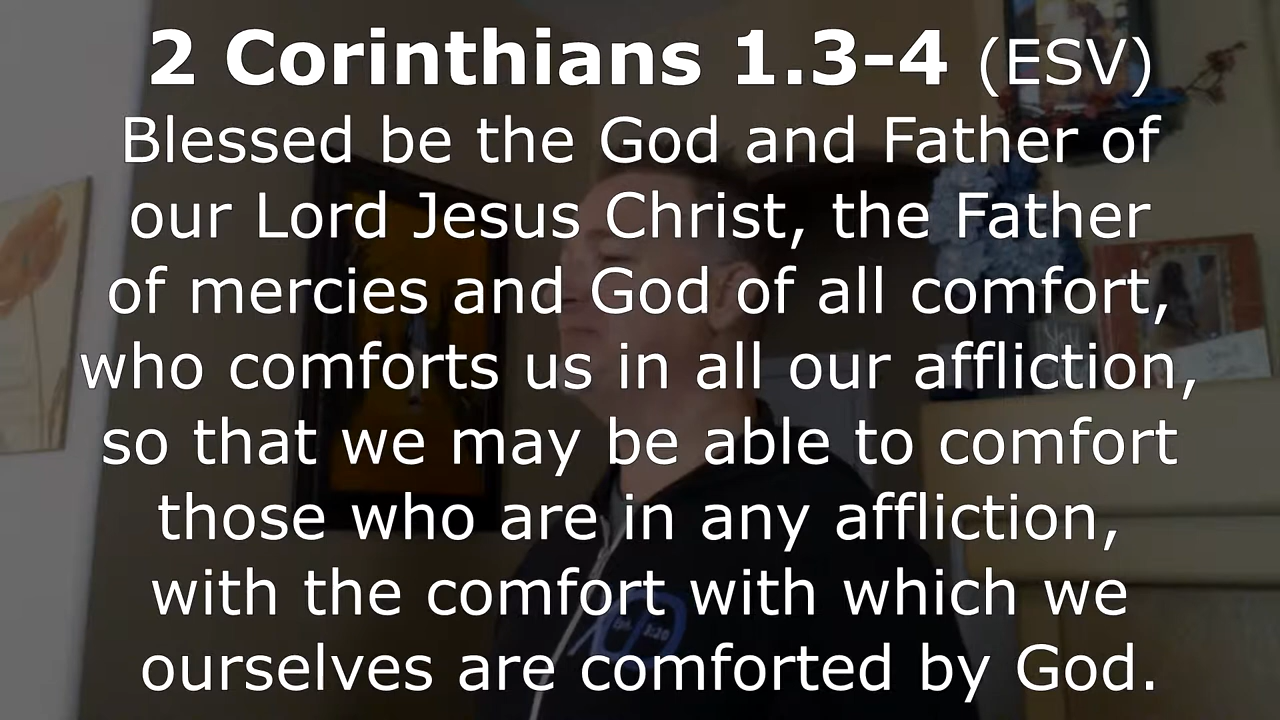 2 Corinthians 1.3-4 (ESV)
Blessed be the God and Father of
our Lord Jesus Christ, the Father
of mercies and God of all comfort,
who comforts us in all our affliction,
so that we may be able to comfort
those who are in any affliction,
with the comfort with which we
ourselves are comforted by God.